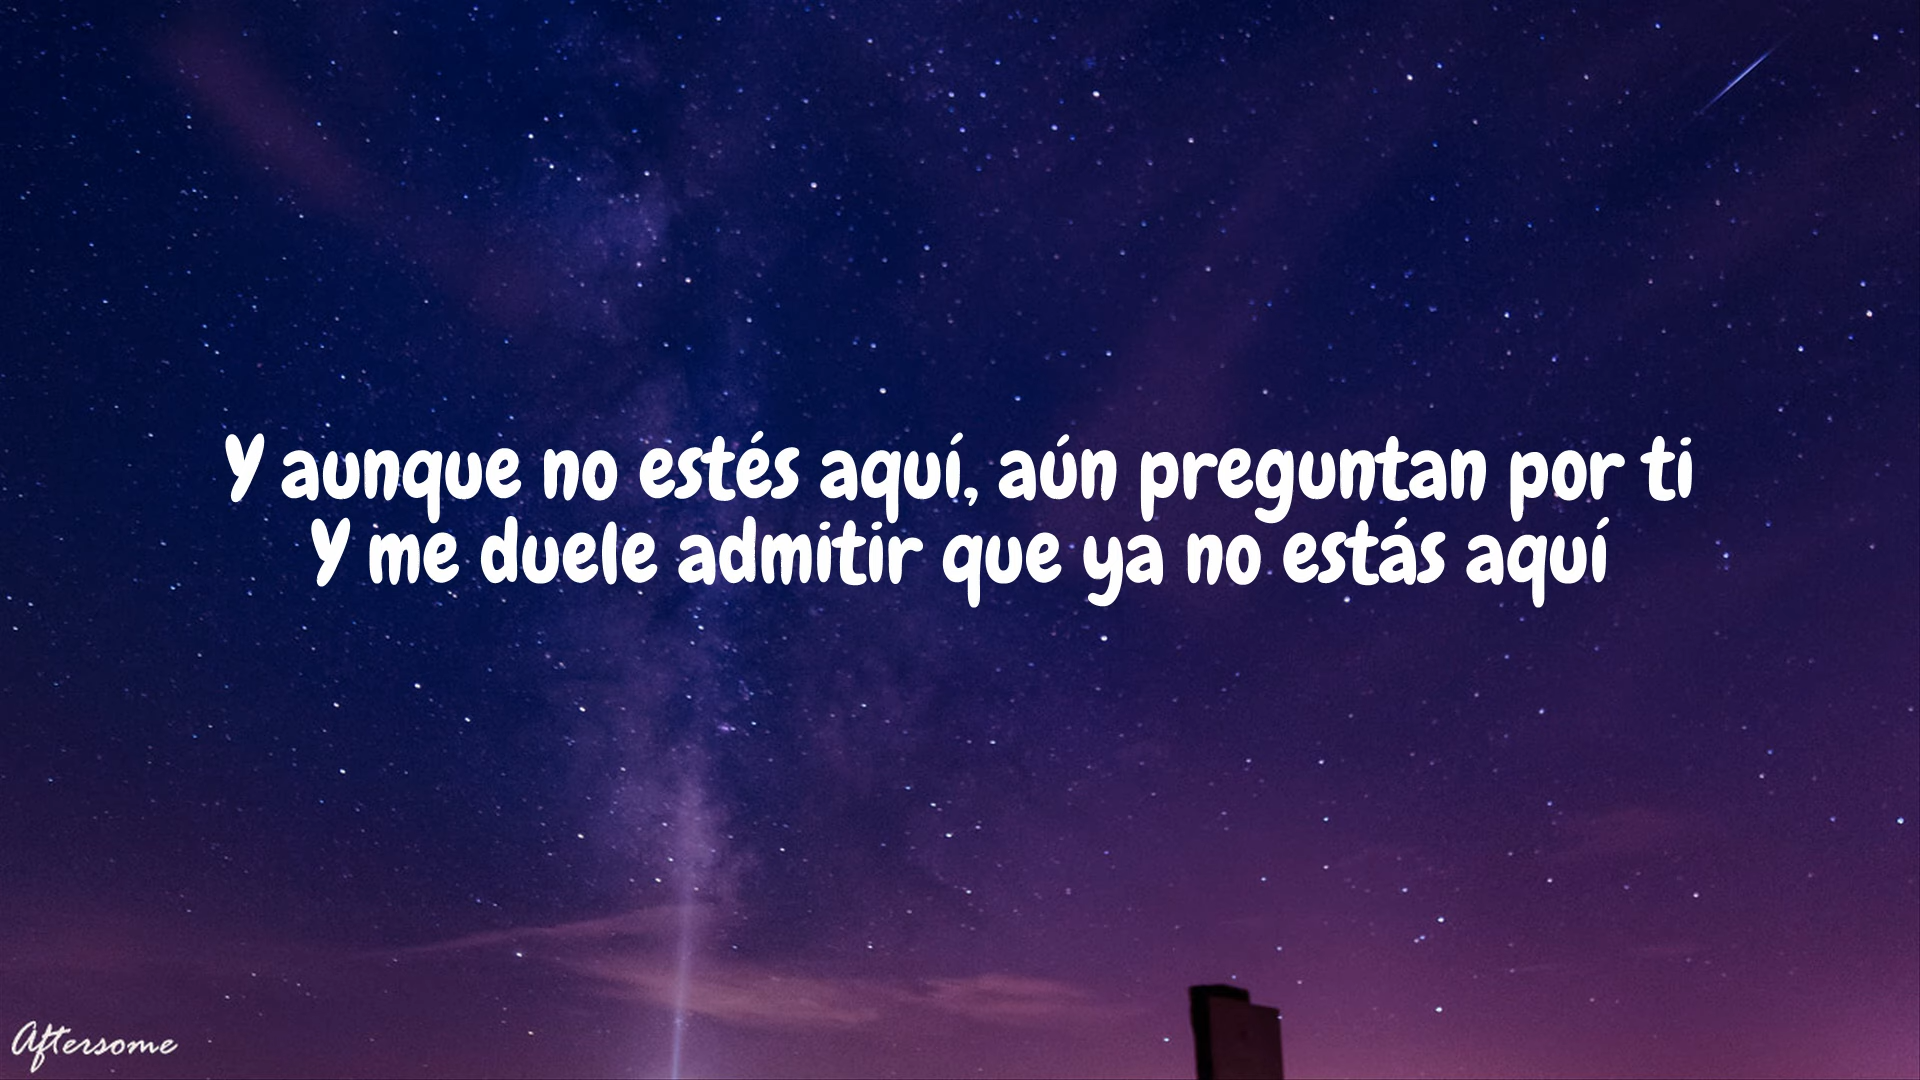 Y aunque no estés aquí, aún preguntan por ti
Y me duele admitir que ya no estás aquí
Aftersome